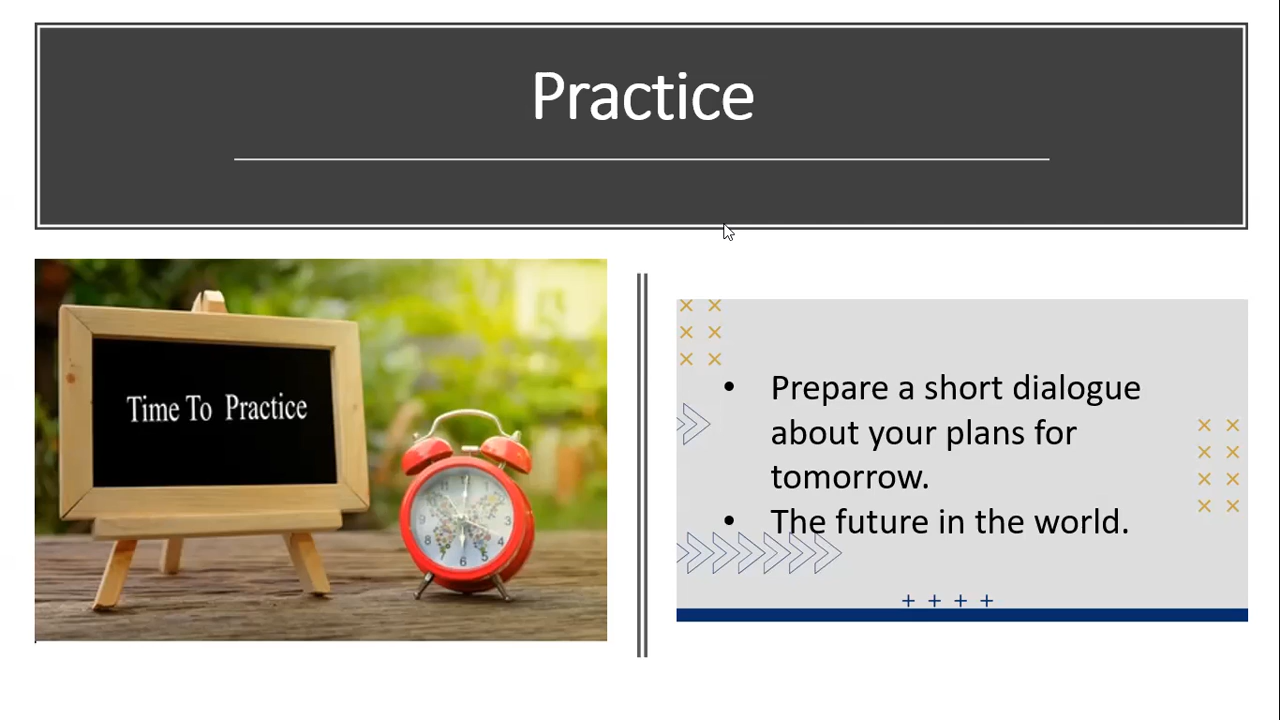 Practice
Time To Practice
• Prepare a short dialogue
about your plans for
tomorrow.
• The future in the world.